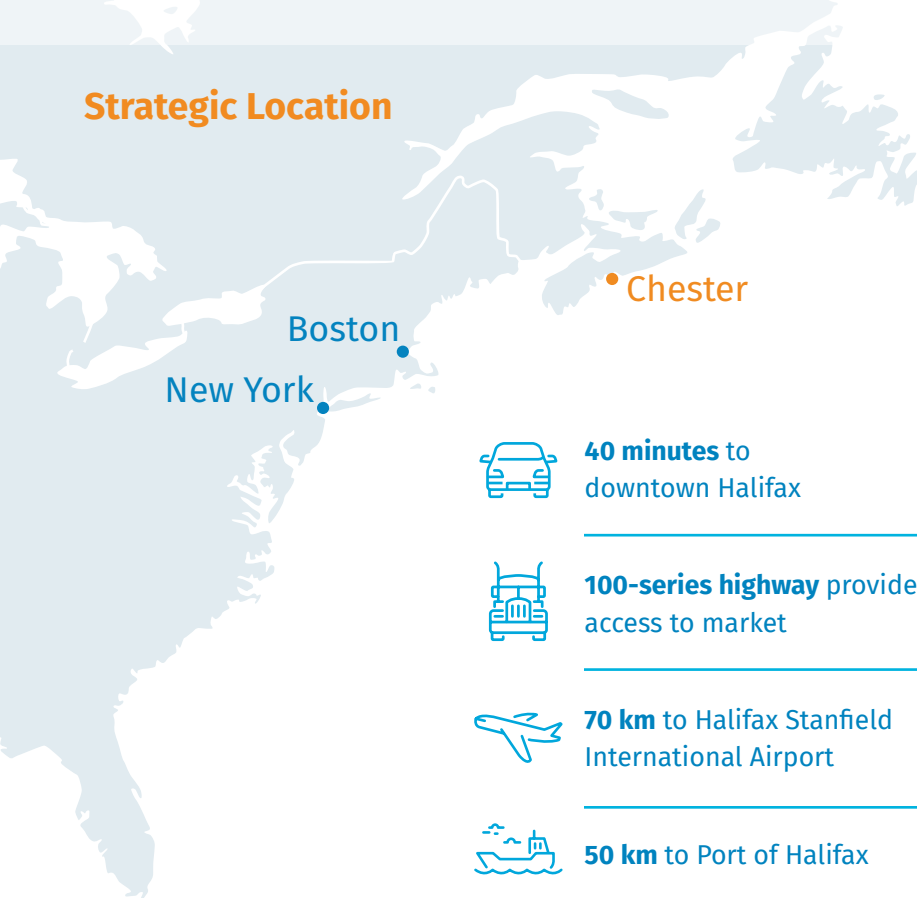 Strategic Location
Chester
Boston
New York
40 minutes to
downtown Halifax
100-series highway provide
access to market
70 km to Halifax Stanfield
International Airport
50 km to Port of Halifax